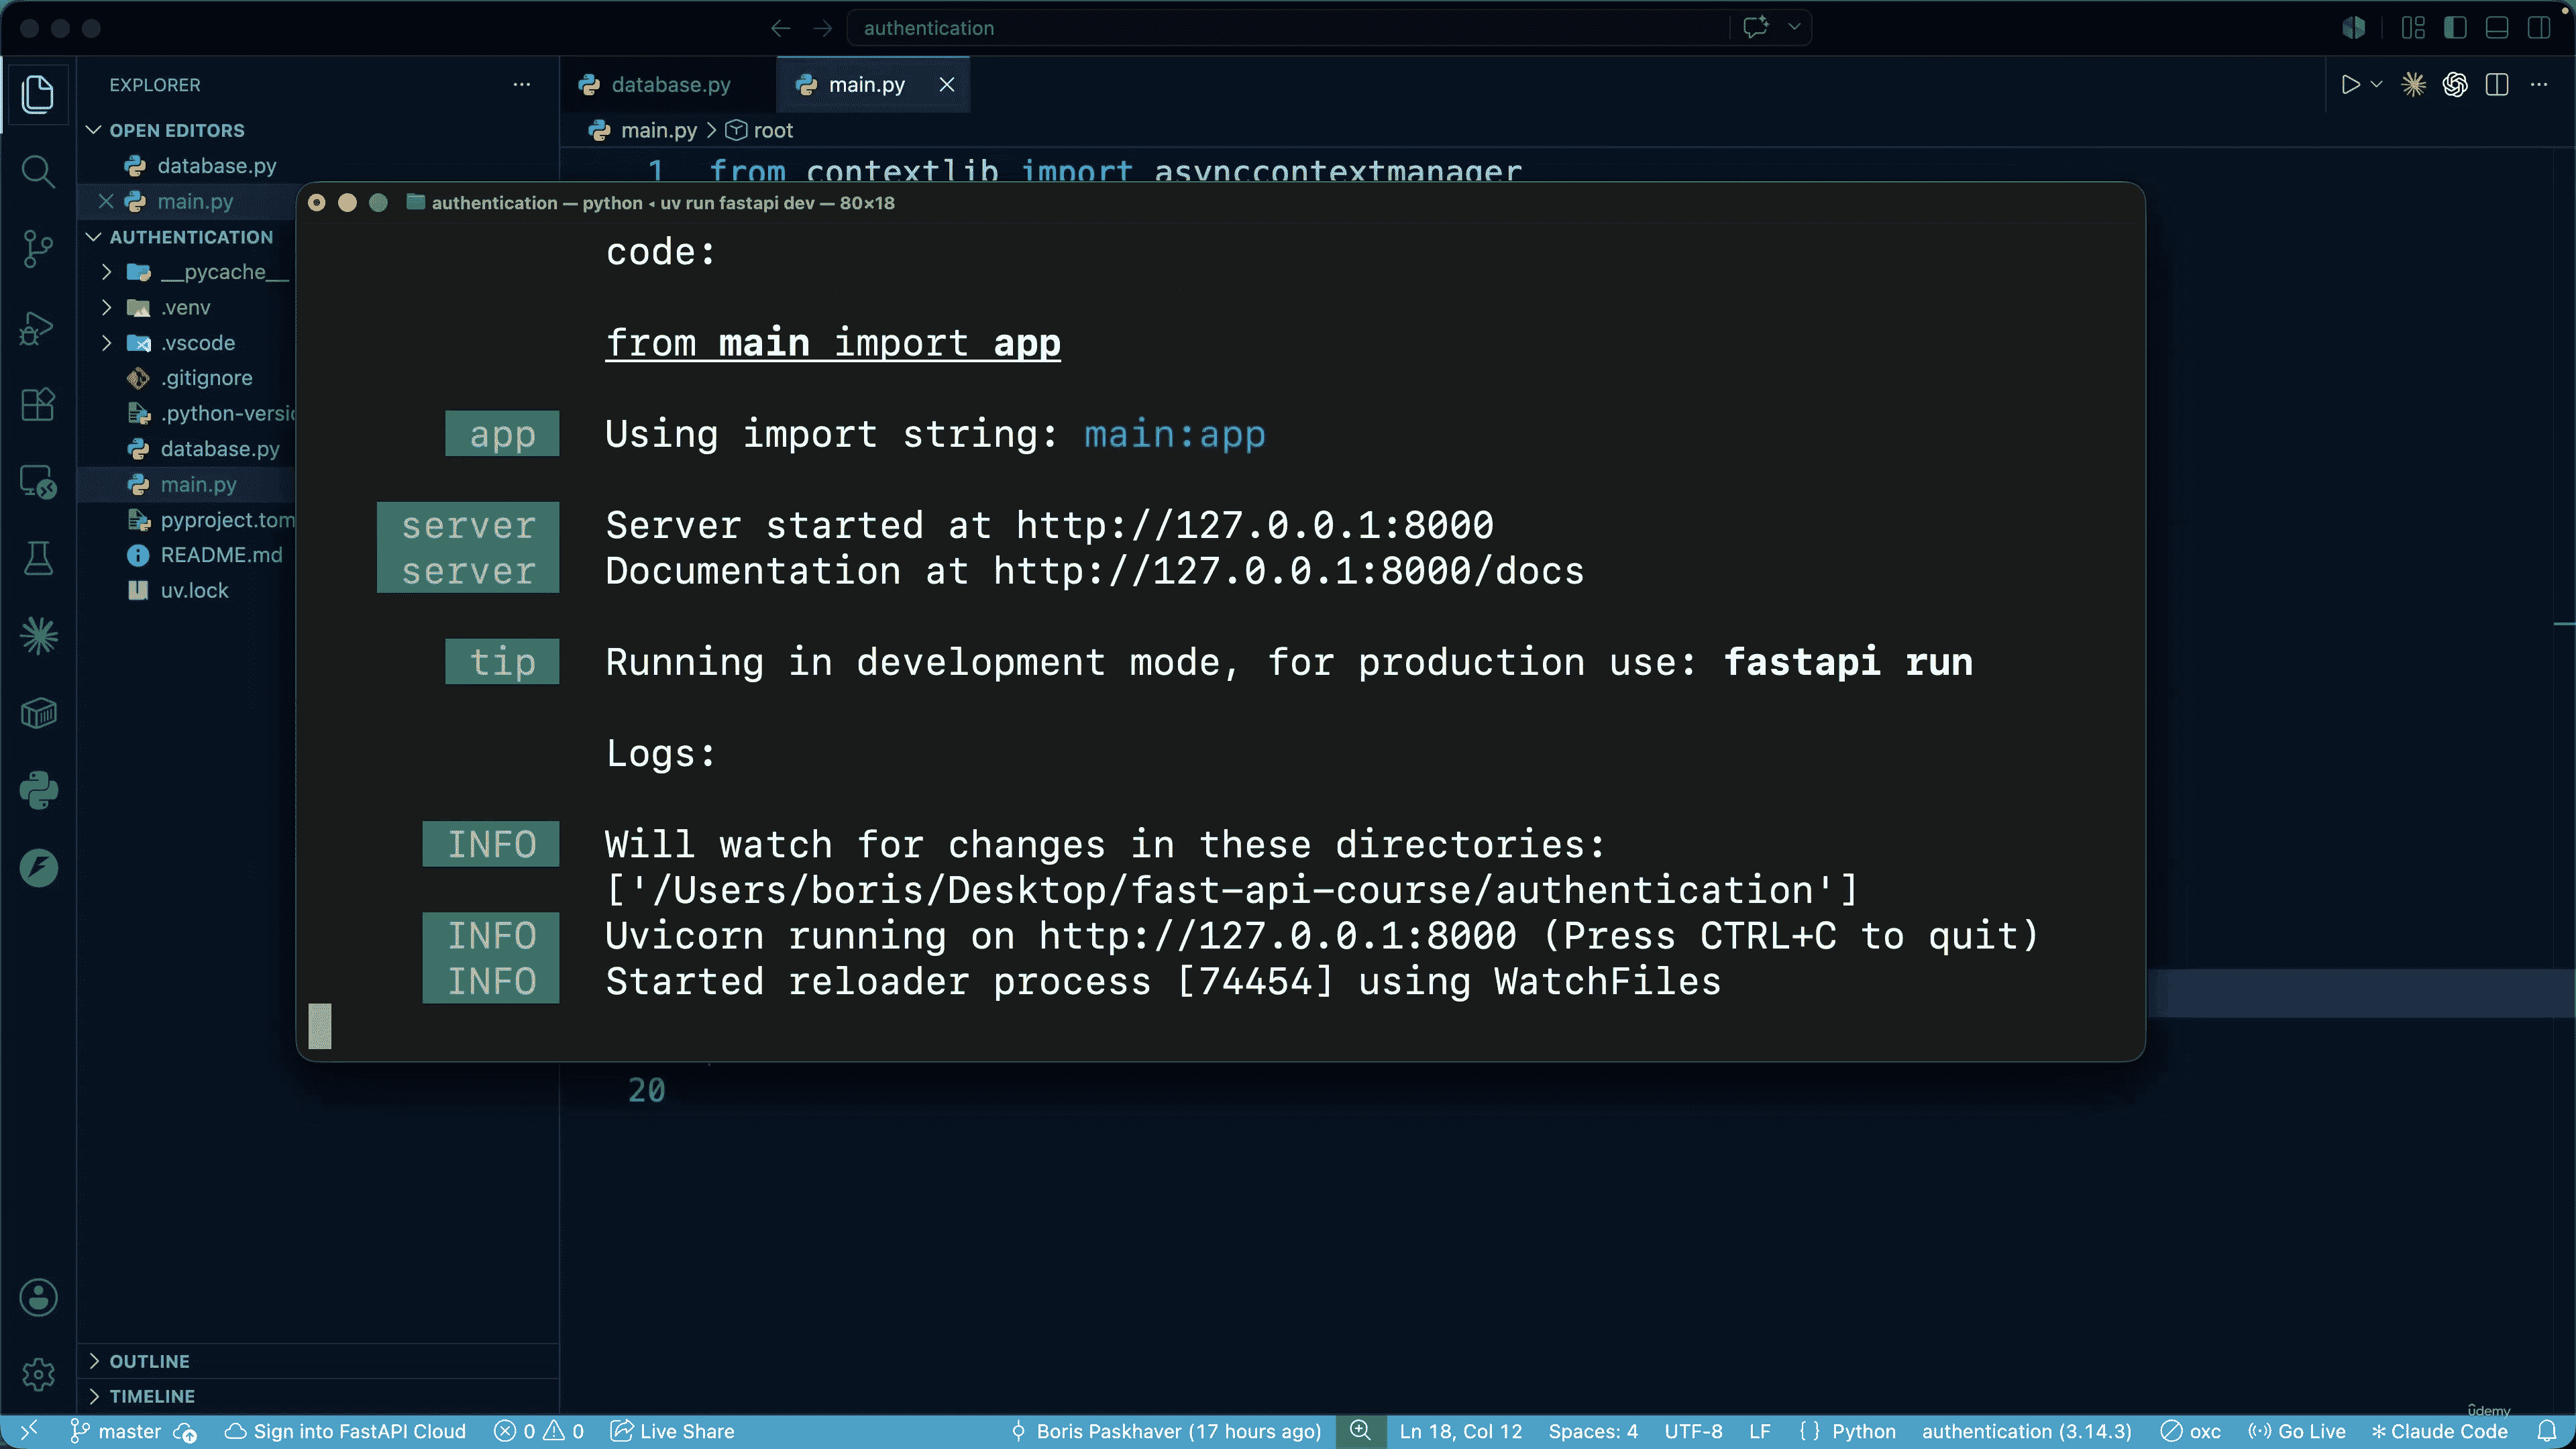 authentication
EXPLORER
database.py
main.py
OPEN EDITORS
main.py
root
database.py
1 from contextlib import asynccontextmanager
main.py
authentication — python ◂ uv run fastapi dev — 80×18
AUTHENTICATION
code:
__pycache__
.venv
from main import app
.vscode
.gitignore
.python-versio
app Using import string: main:app
database.py
main.py
pyproject.tom
server Server started at http://127.0.0.1:8000
README.md
server Documentation at http://127.0.0.1:8000/docs
uv.lock
tip Running in development mode, for production use: fastapi run
Logs:
INFO Will watch for changes in these directories:
['/Users/boris/Desktop/fast-api-course/authentication']
INFO Uvicorn running on http://127.0.0.1:8000 (Press CTRL+C to quit)
INFO Started reloader process [74454] using WatchFiles
20
OUTLINE
TIMELINE
udemy
master Sign into FastAPI Cloud 0 0 Live Share Boris Paskhaver (17 hours ago) Ln 18, Col 12 Spaces: 4 UTF-8 LF { } Python authentication (3.14.3) oxc Go Live Claude Code